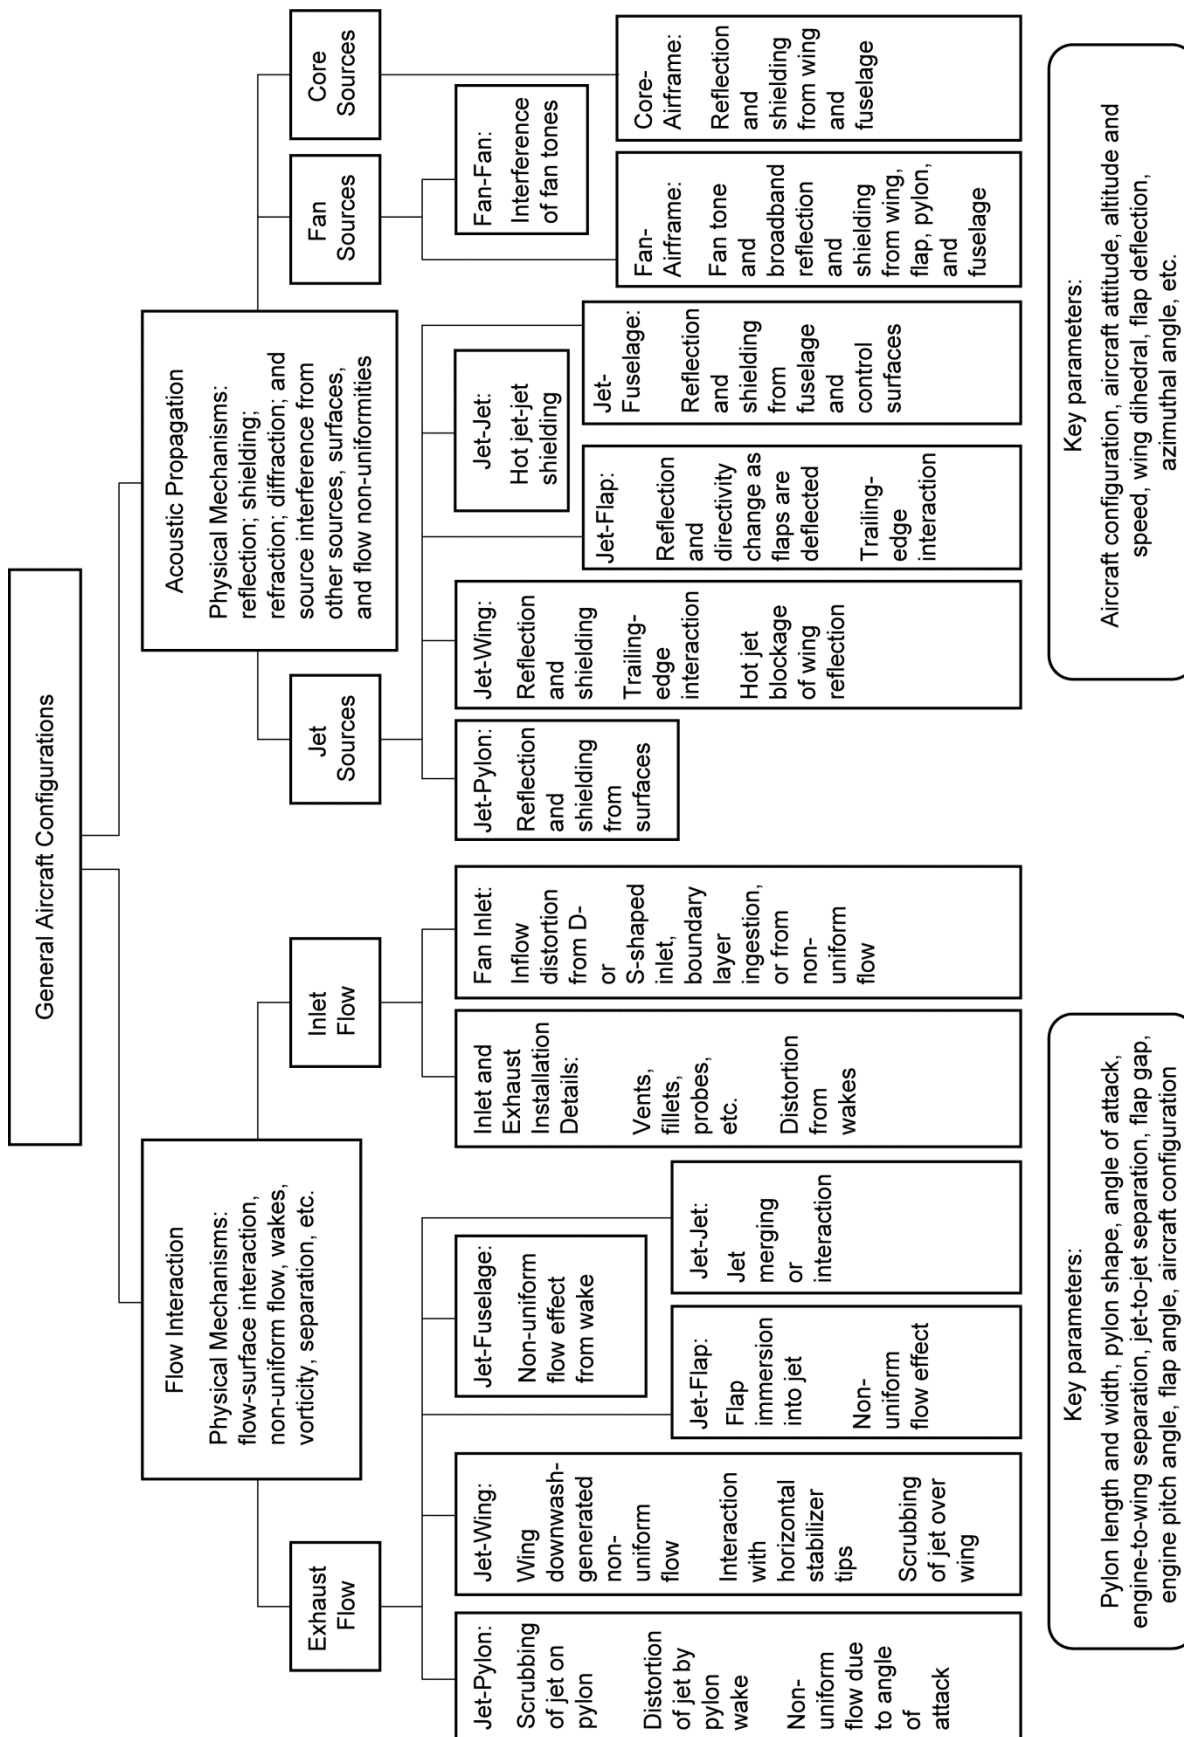 General Aircraft Configurations
Flow Interaction
Physical Mechanisms:
flow-surface interaction,
non-uniform flow, wakes,
vorticity, separation, etc.
Acoustic Propagation
Physical Mechanisms:
reflection; shielding;
refraction; diffraction; and
source interference from
other sources, surfaces,
and flow non-uniformities
Exhaust
Flow
Inlet
Flow
Jet
Sources
Fan
Sources
Core
Sources
Jet-Pylon:
Scrubbing
of jet on
pylon
Distortion
of jet by
pylon
wake
Non-
uniform
flow due
to angle
of
attack
Jet-Wing:
Wing
downwash-
generated
non-
uniform
flow
Interaction
with
horizontal
stabilizer
tips
Scrubbing
of jet over
wing
Jet-Fuselage:
Non-uniform
flow effect
from wake
Jet-Flap:
Flap
immersion
into jet
Non-
uniform
flow effect
Jet-Jet:
Jet
merging
or
interaction
Inlet and
Exhaust
Installation
Details:
Vents,
fillets,
probes,
etc.
Distortion
from
wakes
Fan Inlet:
Inflow
distortion
from D-
or
S-shaped
inlet,
boundary
layer
ingestion,
or from
non-
uniform
flow
Jet-Pylon:
Reflection
and
shielding
from
surfaces
Jet-Wing:
Reflection
and
shielding
Trailing-
edge
interaction
Hot jet
blockage
of wing
reflection
Jet-Jet:
Hot jet-jet
shielding
Jet-Flap:
Reflection
and
directivity
change as
flaps are
deflected
Trailing-
edge
interaction
Jet-
Fuselage:
Reflection
and
shielding
from
fuselage
and
control
surfaces
Fan-Fan:
Interference
of fan tones
Fan-
Airframe:
Fan tone
and
broadband
reflection
and
shielding
from wing,
flap, pylon,
and
fuselage
Core-
Airframe:
Reflection
and
shielding
from wing
and
fuselage
Key parameters:
Pylon length and width, pylon shape, angle of attack,
engine-to-wing separation, jet-to-jet separation, flap gap,
engine pitch angle, flap angle, aircraft configuration
Key parameters:
Aircraft configuration, aircraft attitude, altitude and
speed, wing dihedral, flap deflection,
azimuthal angle, etc.